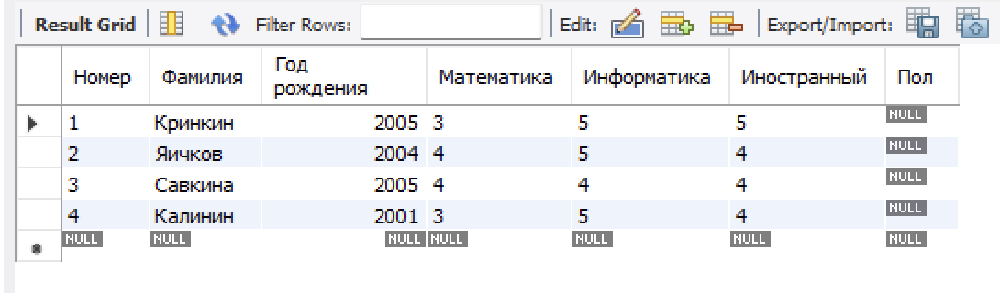 Result Grid Filter Rows: Edit: Export/Import:
Номер Фамилия Год рождения Математика Информатика Иностранный Пол
1 Кринкин 2005 3 5 5 NULL
2 Яичков 2004 4 5 4 NULL
3 Савкина 2005 4 4 4 NULL
4 Калинин 2001 3 5 4 NULL
NULL NULL NULL NULL NULL NULL NULL